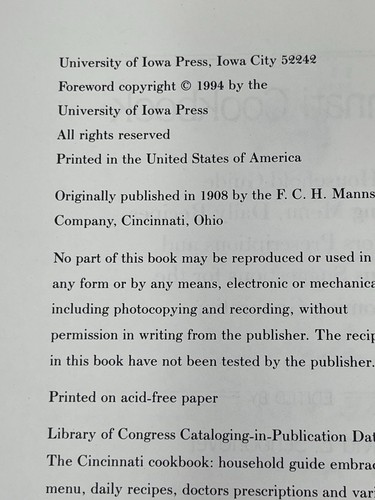 University of Iowa Press, Iowa City 52242
Foreword copyright © 1994 by the
University of Iowa Press
All rights reserved
Printed in the United States of America
Originally published in 1908 by the F. C. H. Manns
Company, Cincinnati, Ohio
No part of this book may be reproduced or used in
any form or by any means, electronic or mechanica
including photocopying and recording, without
permission in writing from the publisher. The recip
in this book have not been tested by the publisher.
Printed on acid-free paper
Library of Congress Cataloging-in-Publication Dat
The Cincinnati cookbook: household guide embrac
menu, daily recipes, doctors prescriptions and vari